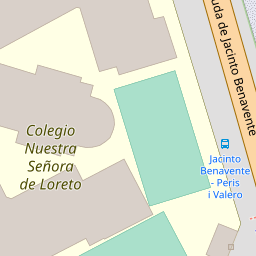 uda de Jacinto Benavente
Colegio
Nuestra
Señora
de Loreto
Jacinto
Benavente
- Peris
i Valero